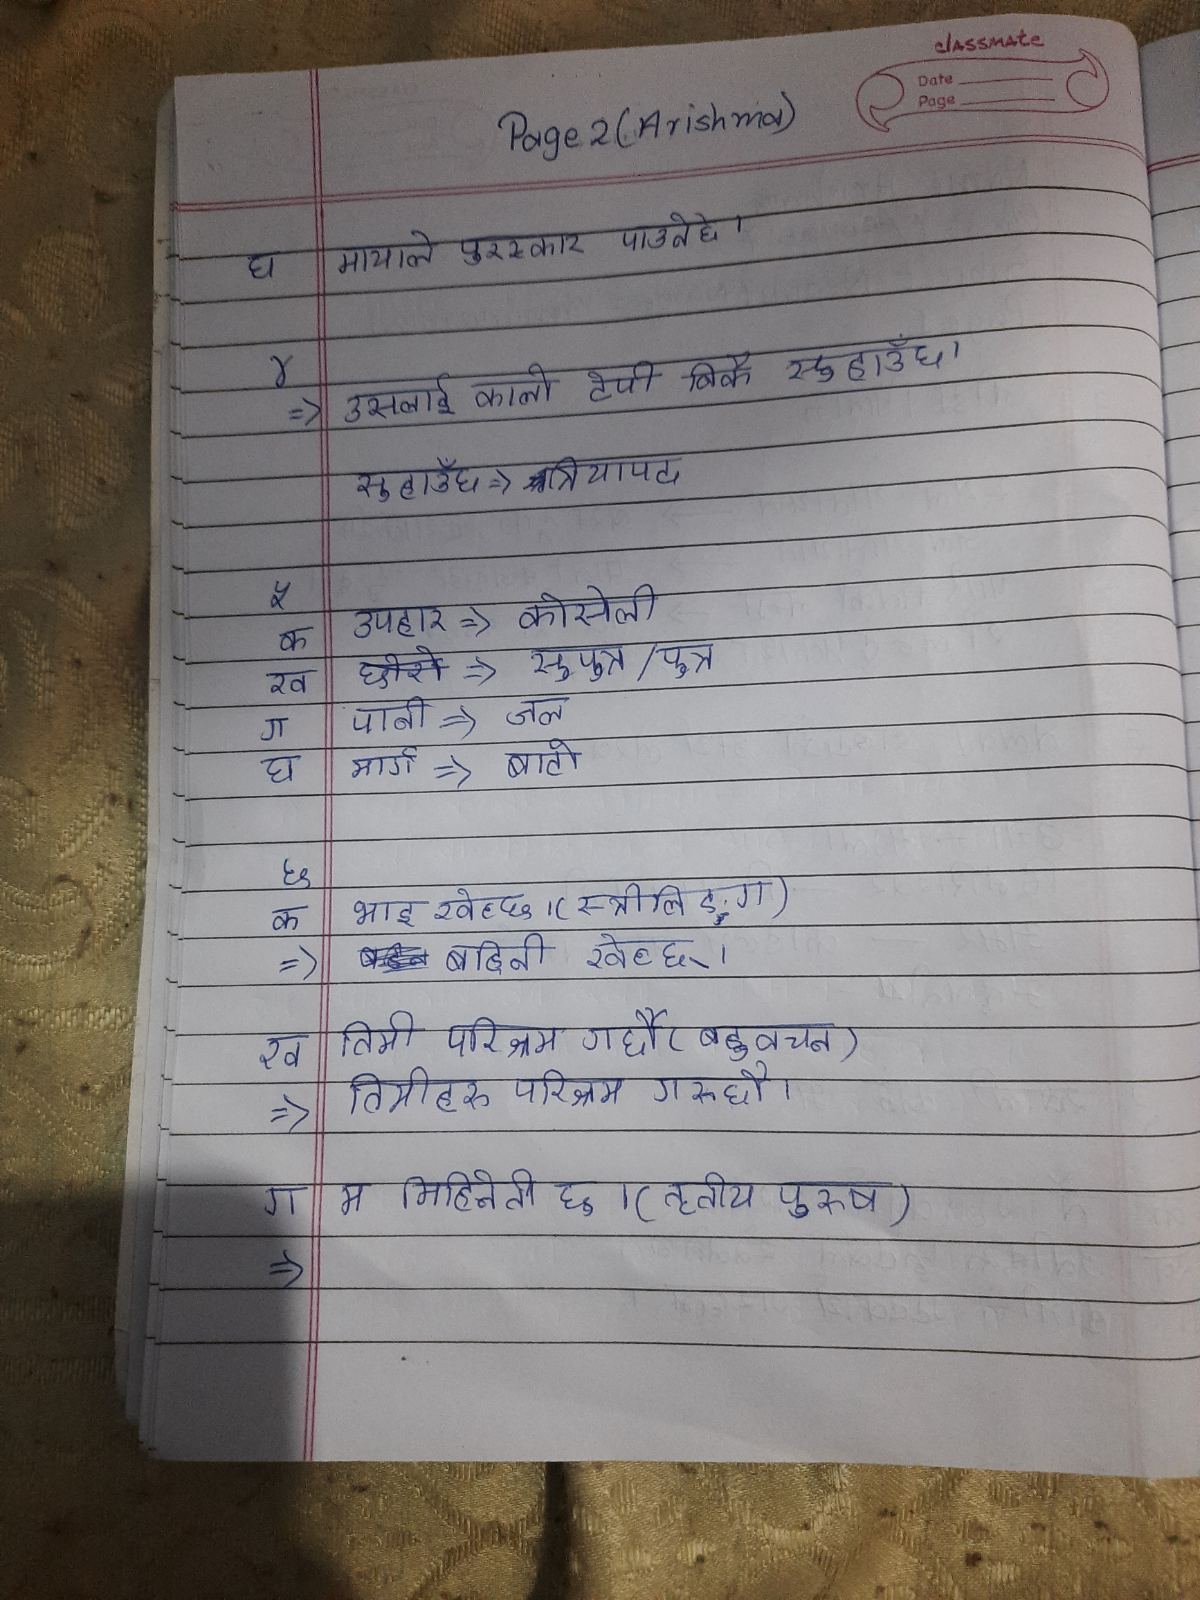 classmate
Date
Page
Page 2 (Arishma)
घ मायाले पुरस्कार पाउनेछे।
४
=> उसलाई कालो टोपी निकै सुहाउँछ।
सुहाउँछ => क्रियापद
५
क उपहार => कोसेली
ख छोरो => सुपुत्र / पुत्र
ग पानी => जल
घ मार्ग => बाटो
६
क भाइ खेल्छ। (स्त्रीलिङ्ग)
=> बहिनी खेल्छे।
ख तिमी परिश्रम गर्छौ (बहुवचन)
=> तिमीहरू परिश्रम गरुछौ।
ग म मिहिनेती छु। (तृतीय पुरुष)
=>